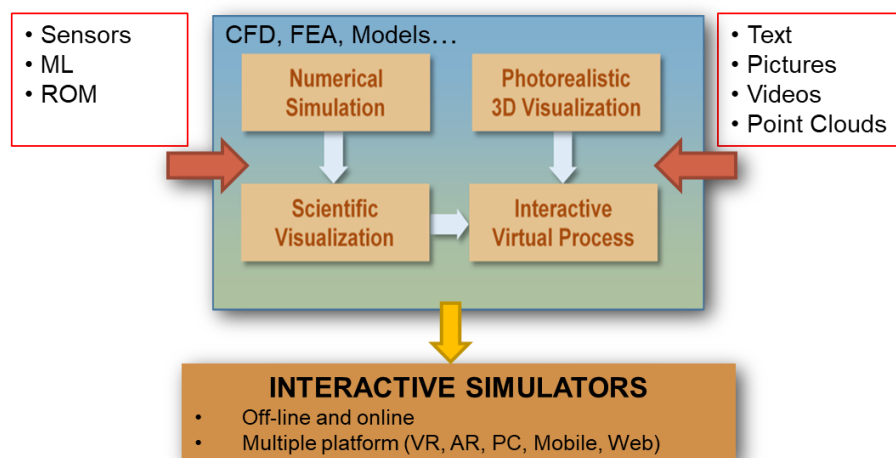 • Sensors
• ML
• ROM
CFD, FEA, Models…
Numerical
Simulation
Photorealistic
3D Visualization
Scientific
Visualization
Interactive
Virtual Process
• Text
• Pictures
• Videos
• Point Clouds
INTERACTIVE SIMULATORS
• Off-line and online
• Multiple platform (VR, AR, PC, Mobile, Web)